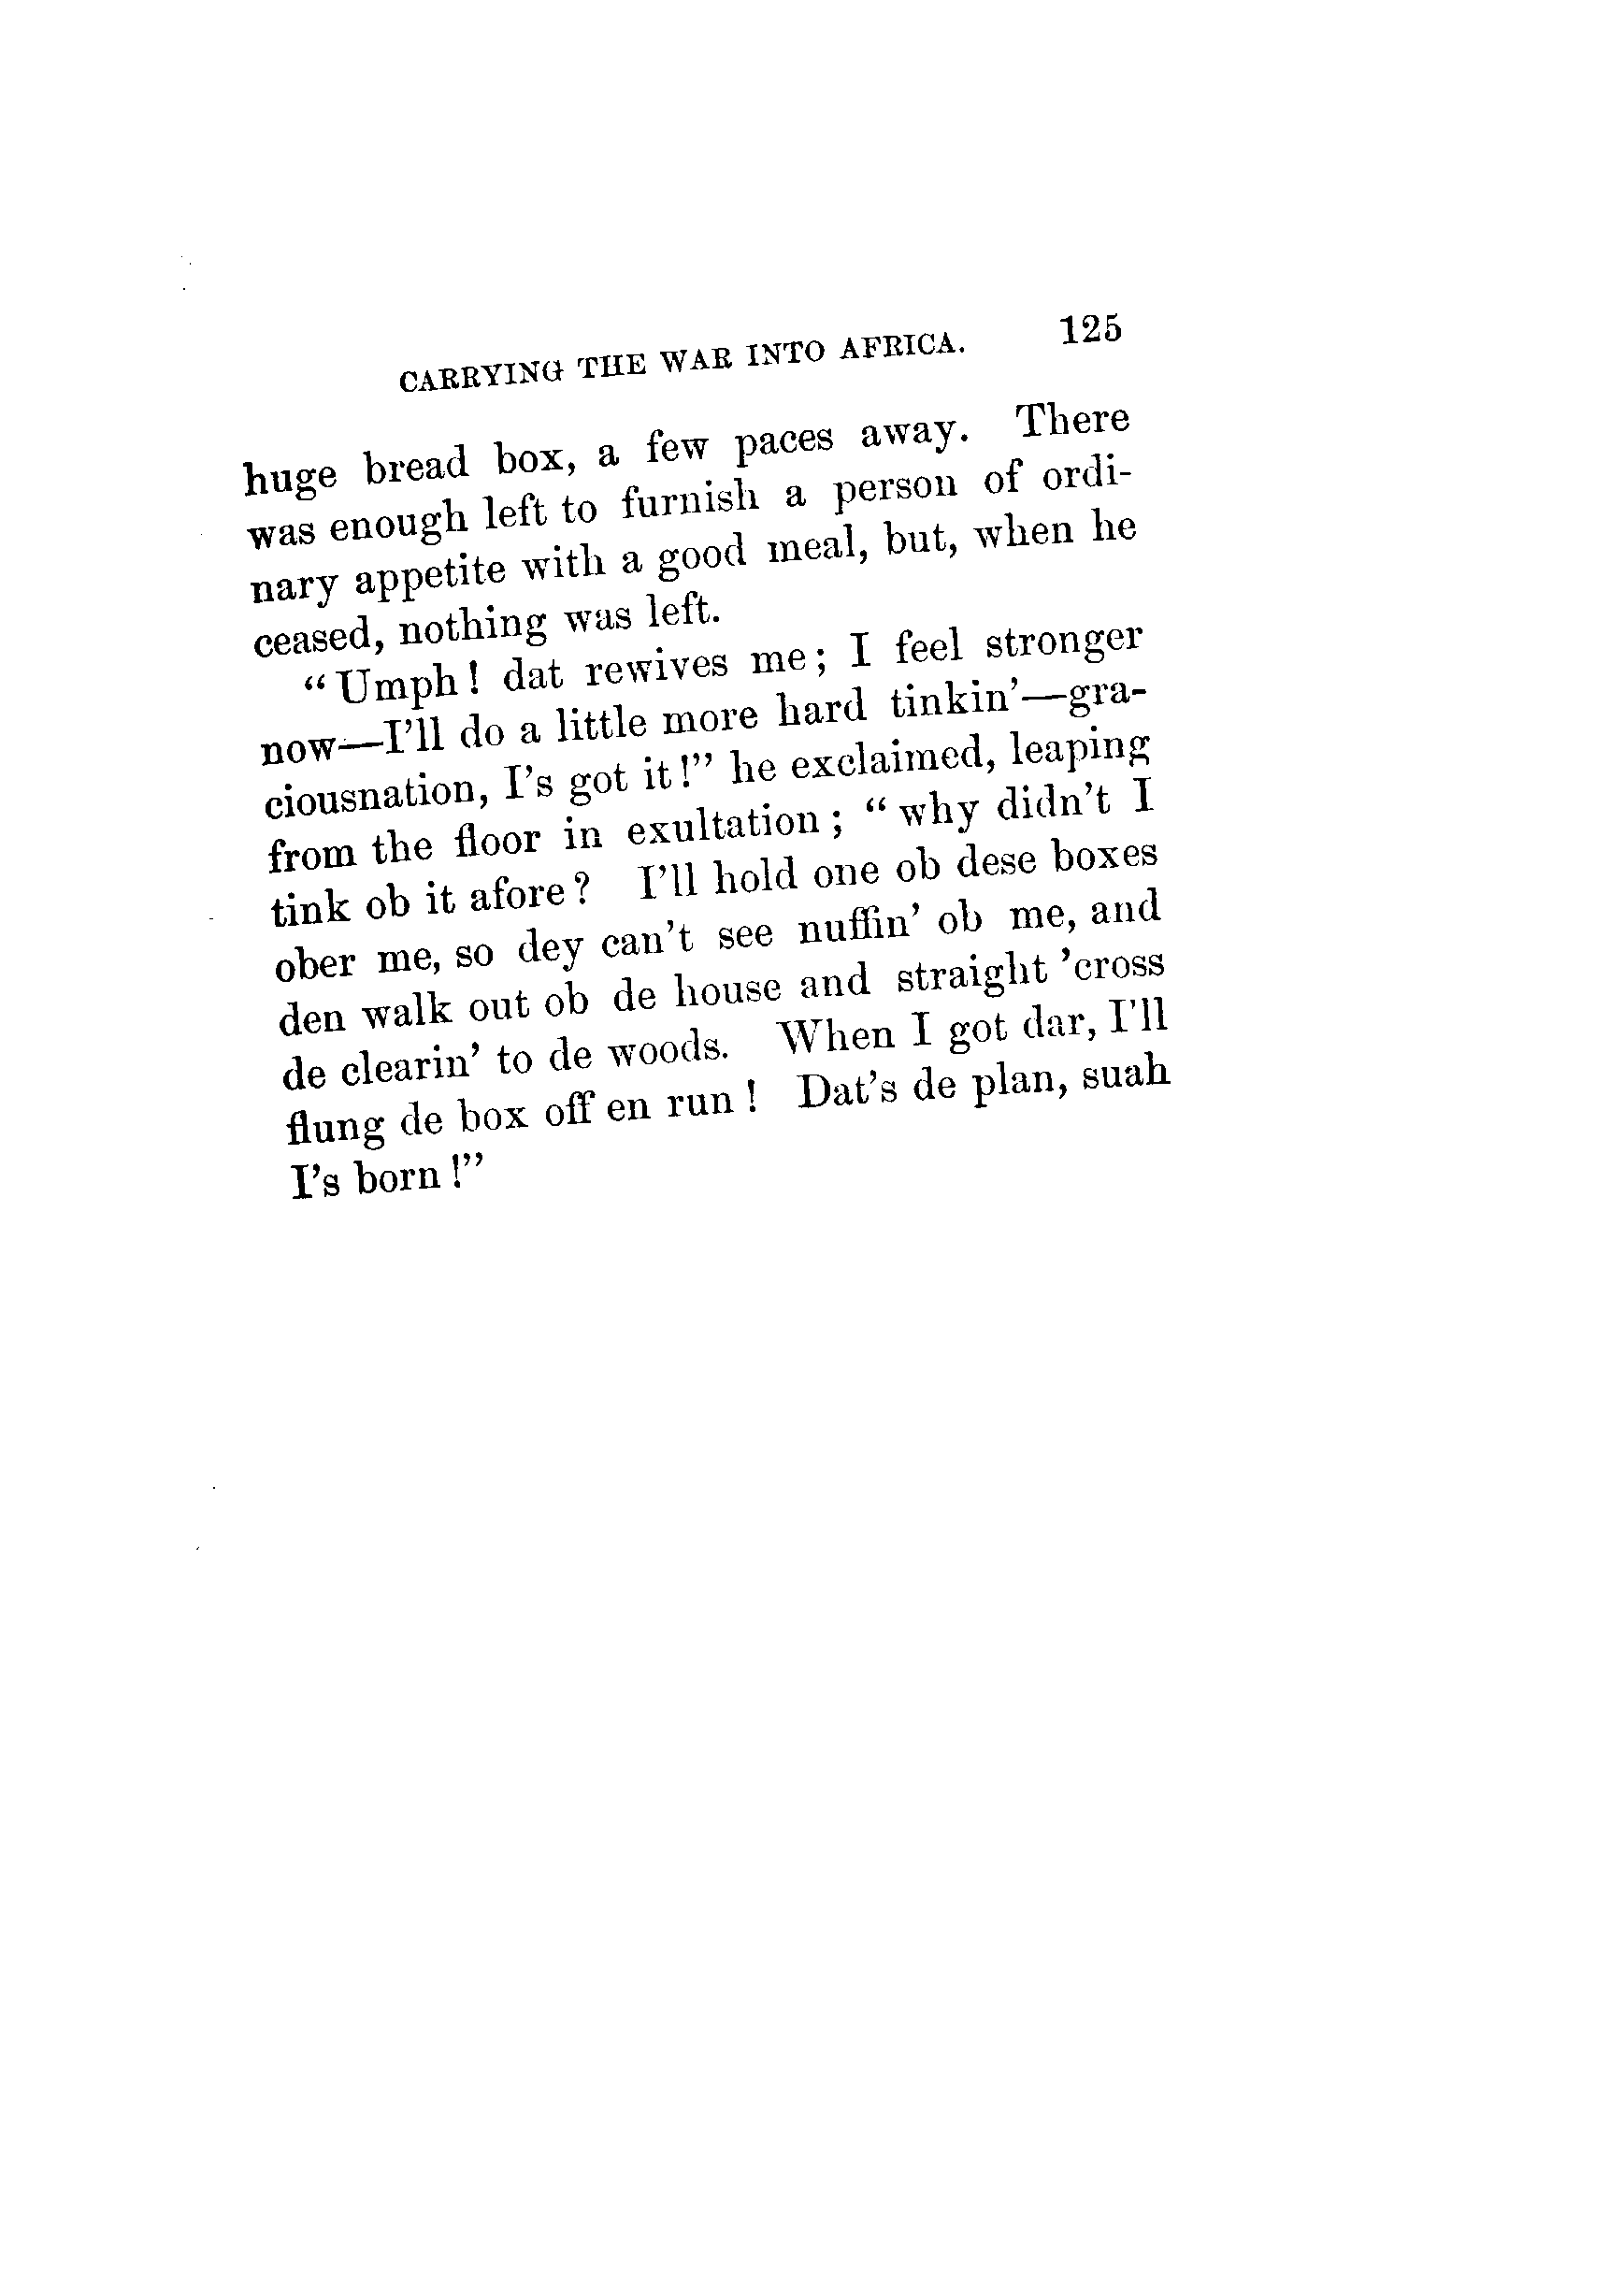 CARRYING THE WAR INTO AFRICA. 125
huge bread box, a few paces away. There
was enough left to furnish a person of ordi-
nary appetite with a good meal, but, when he
ceased, nothing was left.
“Umph! dat rewives me; I feel stronger
now—I’ll do a little more hard tinkin’—gra-
ciousnation, I’s got it!” he exclaimed, leaping
from the floor in exultation; “why didn’t I
tink ob it afore? I’ll hold one ob dese boxes
ober me, so dey can’t see nuffin’ ob me, and
den walk out ob de house and straight ’cross
de clearin’ to de woods. When I got dar, I’ll
flung de box off en run! Dat’s de plan, suah
I’s born!”